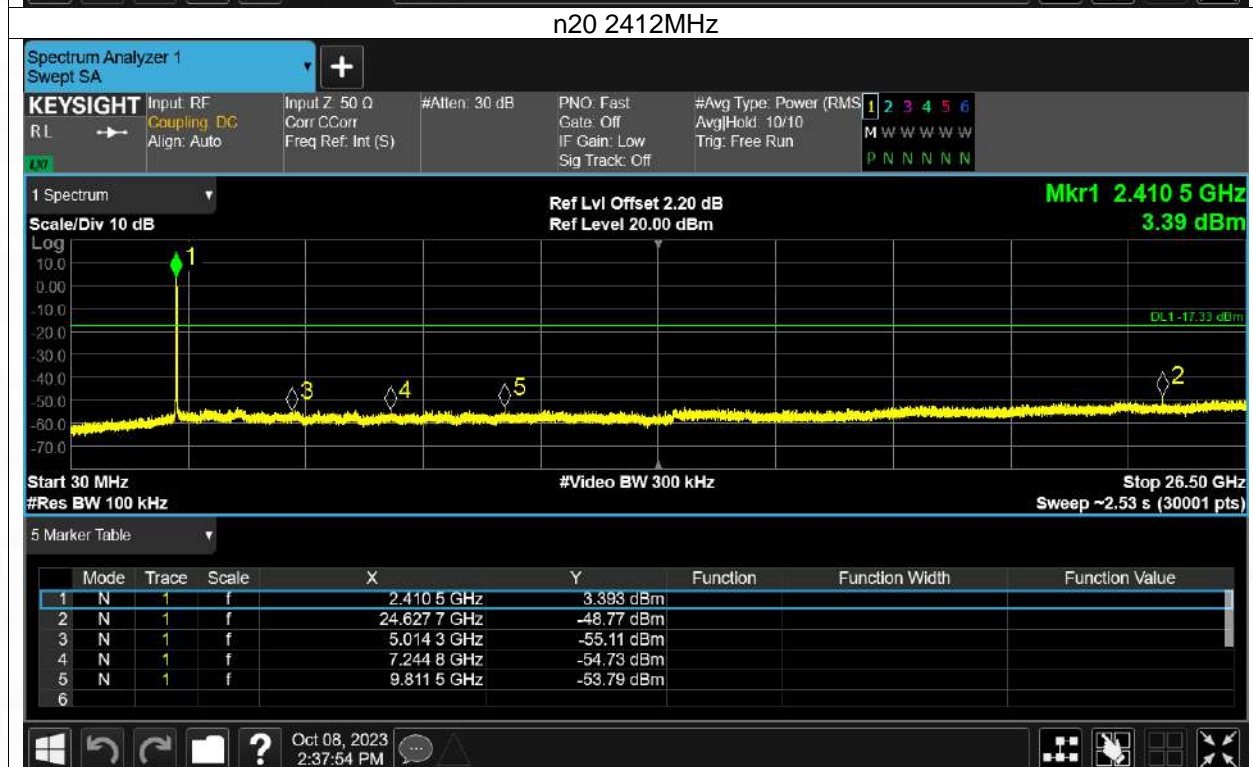 n20 2412MHz
Spectrum Analyzer 1
Swept SA
+
KEYSIGHT Input: RF Input Z: 50 Ω #Atten: 30 dB PNO: Fast #Avg Type: Power (RMS 1 2 3 4 5 6
RL Coupling: DC Corr CCorr Gate: Off Avg|Hold: 10/10 M W W W W W
Align: Auto Freq Ref: Int (S) IF Gain: Low Trig: Free Run
Sig Track: Off P N N N N N
1 Spectrum
Ref Lvl Offset 2.20 dB Mkr1 2.410 5 GHz
Scale/Div 10 dB Ref Level 20.00 dBm 3.39 dBm
Log
1
10.0
0.00
-10.0
DL1 -17.33 dBm
-20.0
-30.0
-40.0
3 4 5 2
-50.0
-60.0
-70.0
Start 30 MHz #Video BW 300 kHz Stop 26.50 GHz
#Res BW 100 kHz Sweep ~2.53 s (30001 pts)
5 Marker Table
Mode Trace Scale X Y Function Function Width Function Value
1 N 1 f 2.410 5 GHz 3.393 dBm
2 N 1 f 24.627 7 GHz -48.77 dBm
3 N 1 f 5.014 3 GHz -55.11 dBm
4 N 1 f 7.244 8 GHz -54.73 dBm
5 N 1 f 9.811 5 GHz -53.79 dBm
6
? Oct 08, 2023
2:37:54 PM